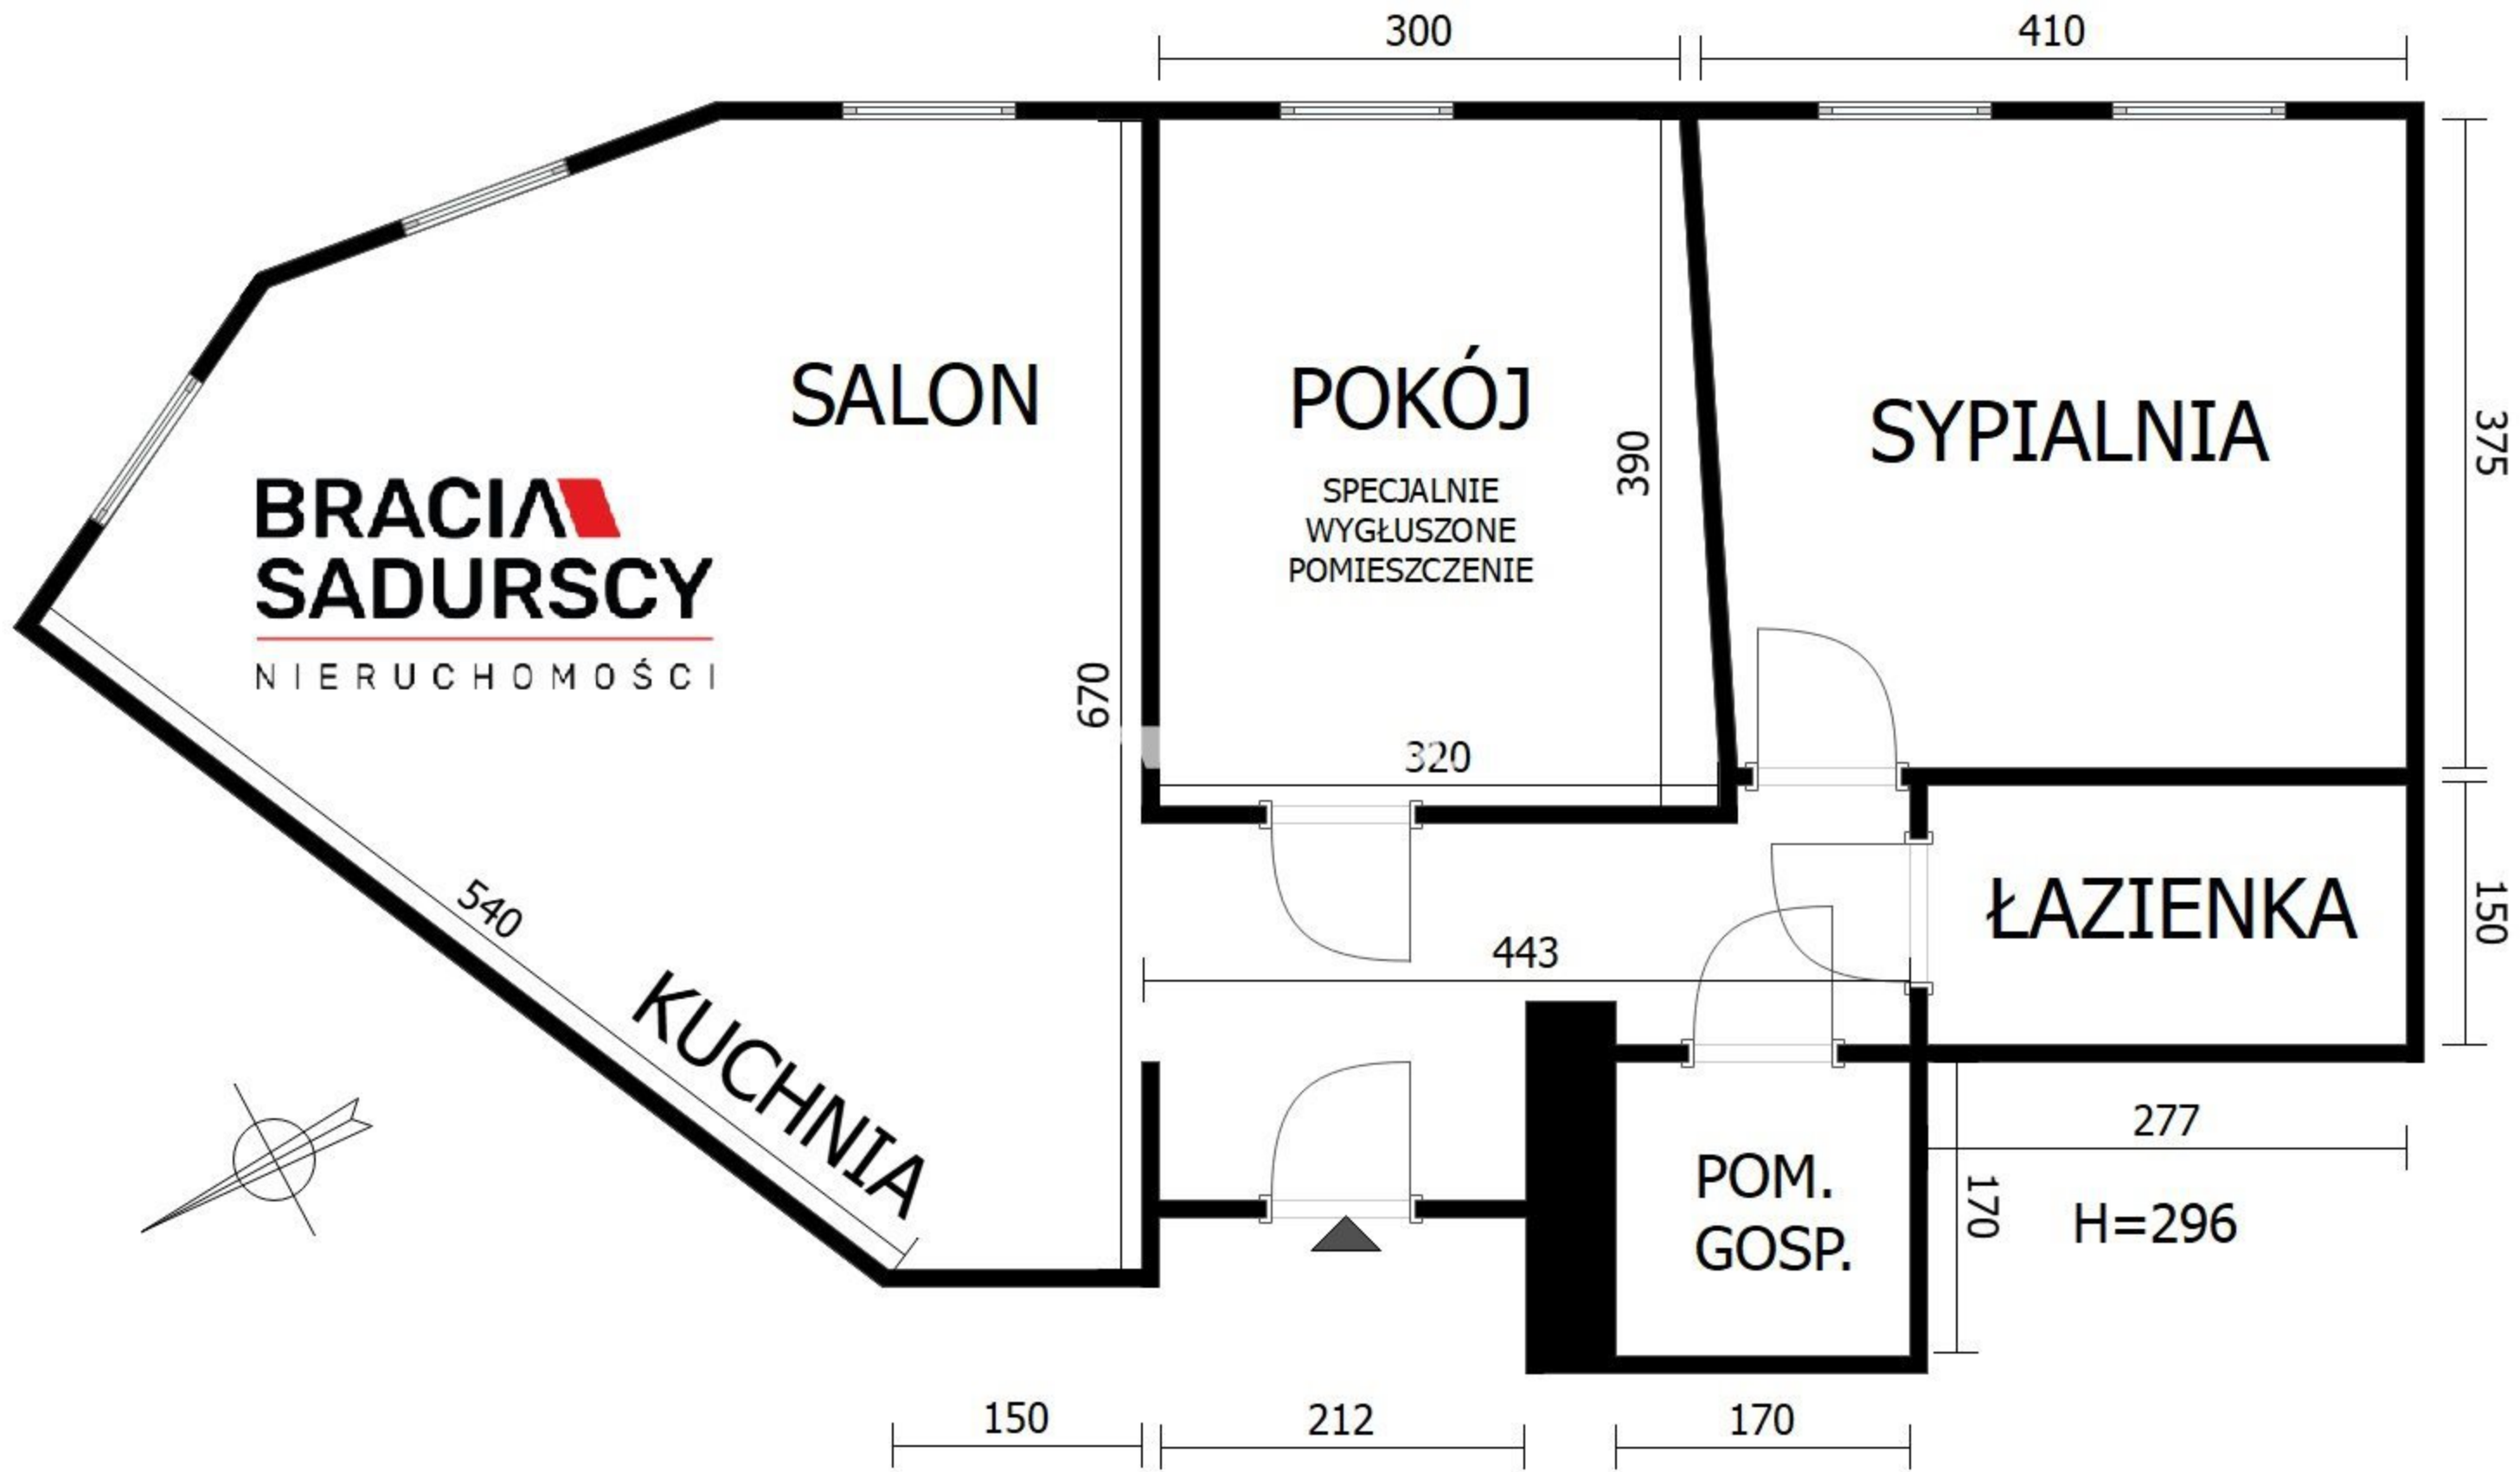 300
410
SALON
POKÓJ
SPECJALNIE
WYGŁUSZONE
POMIESZCZENIE
390
SYPIALNIA
375
BRACIA
SADURSCY
NIERUCHOMOŚCI
670
320
540
KUCHNIA
443
ŁAZIENKA
150
277
POM.
GOSP.
170
H=296
150
212
170